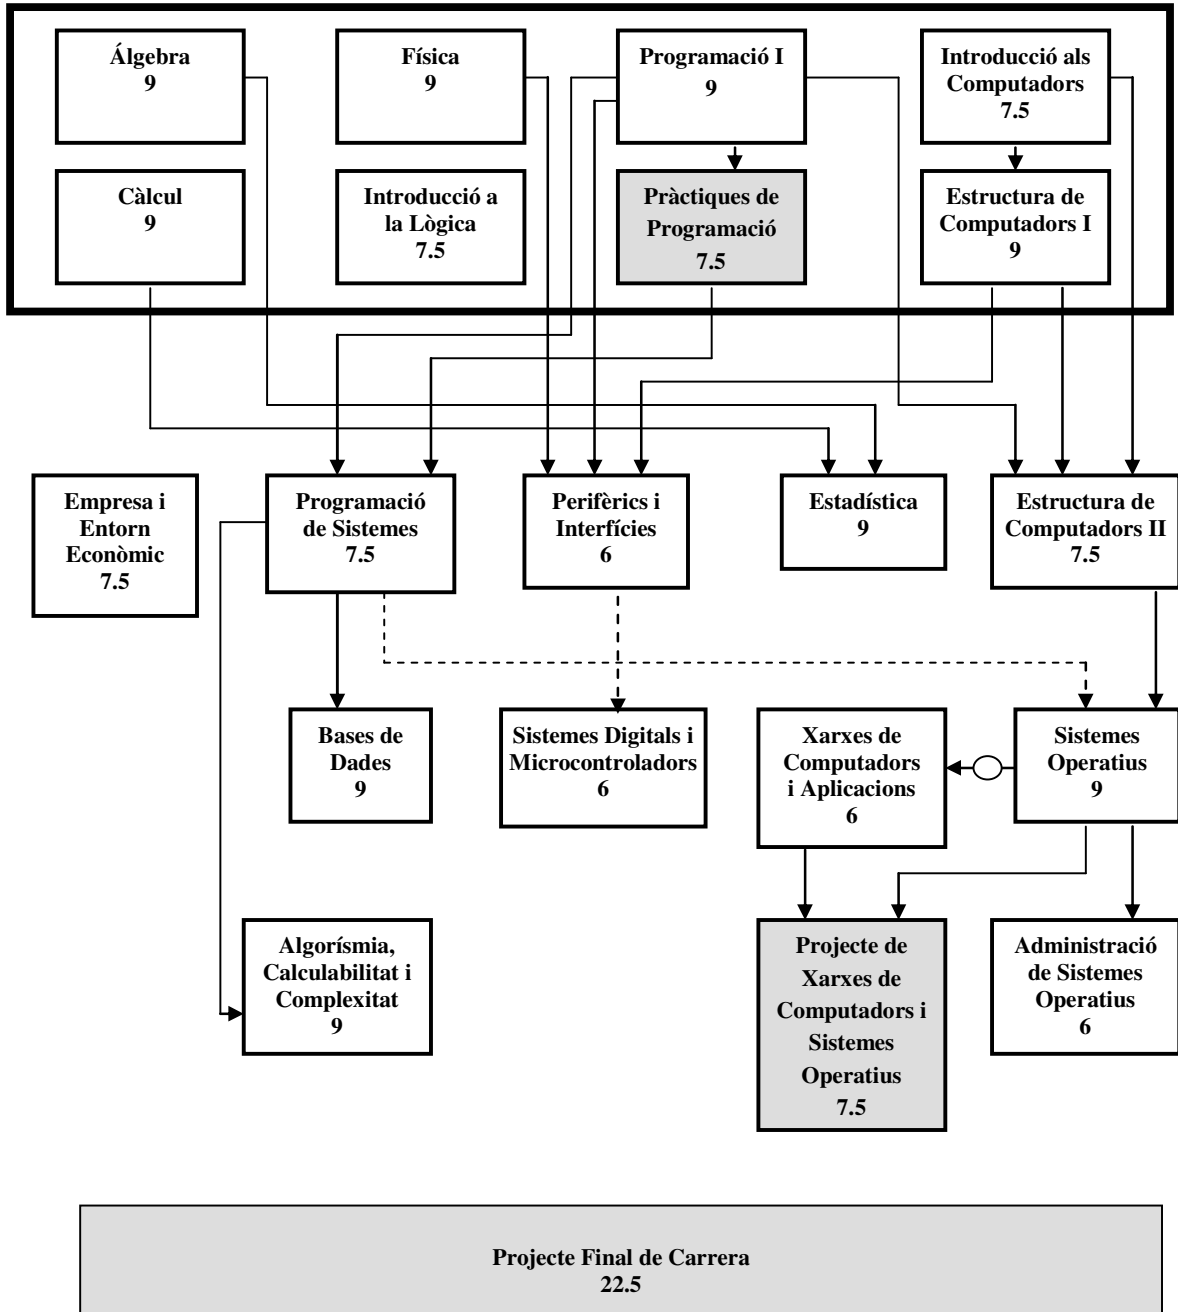 Álgebra
9
Física
9
Programació I
9
Introducció als
Computadors
7.5
Càlcul
9
Introducció a
la Lògica
7.5
Pràctiques de
Programació
7.5
Estructura de
Computadors I
9
Empresa i
Entorn
Econòmic
7.5
Programació
de Sistemes
7.5
Perifèrics i
Interfícies
6
Estadística
9
Estructura de
Computadors II
7.5
Bases de
Dades
9
Sistemes Digitals i
Microcontroladors
6
Xarxes de
Computadors
i Aplicacions
6
Sistemes
Operatius
9
Algorísmia,
Calculabilitat i
Complexitat
9
Projecte de
Xarxes de
Computadors i
Sistemes
Operatius
7.5
Administració
de Sistemes
Operatius
6
Projecte Final de Carrera
22.5